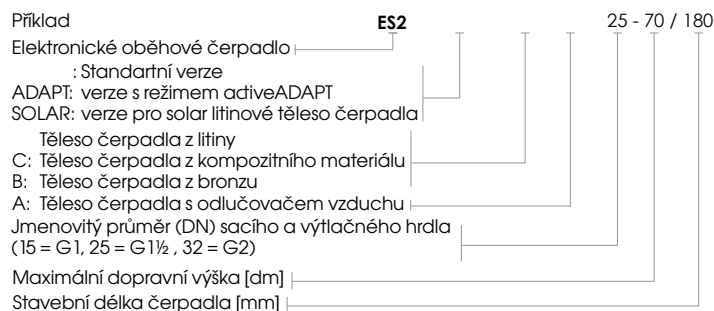 Příklad ES2 25 - 70 / 180
Elektronické oběhové čerpadlo
: Standartní verze
ADAPT: verze s režimem activeADAPT
SOLAR: verze pro solar litinové těleso čerpadla
Těleso čerpadla z litiny
C: Těleso čerpadla z kompozitního materiálu
B: Těleso čerpadla z bronzu
A: Těleso čerpadla s odlučovačem vzduchu
Jmenovitý průměr (DN) sacího a výtlačného hrdla
(15 = G1, 25 = G1½ , 32 = G2)
Maximální dopravní výška [dm]
Stavební délka čerpadla [mm]